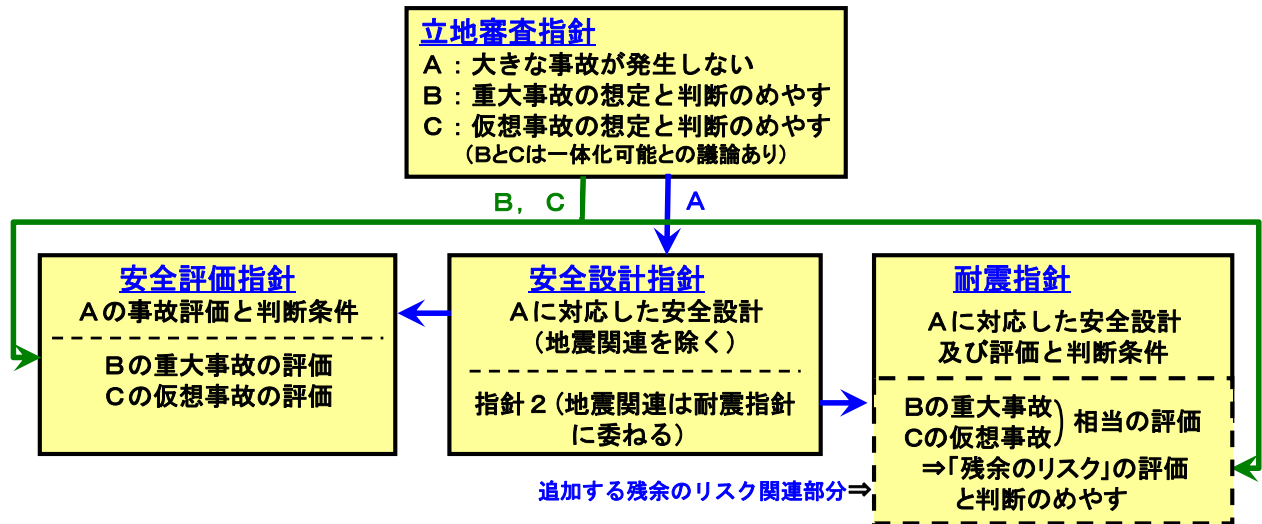 立地審査指針
A：大きな事故が発生しない
B：重大事故の想定と判断のめやす
C：仮想事故の想定と判断のめやす
（BとCは一体化可能との議論あり）
B，C
A
安全評価指針
Aの事故評価と判断条件
Bの重大事故の評価
Cの仮想事故の評価
安全設計指針
Aに対応した安全設計
（地震関連を除く）
指針２（地震関連は耐震指針
に委ねる）
耐震指針
Aに対応した安全設計
及び評価と判断条件
Bの重大事故
Cの仮想事故
相当の評価
⇒「残余のリスク」の評価
と判断のめやす
追加する残余のリスク関連部分⇒